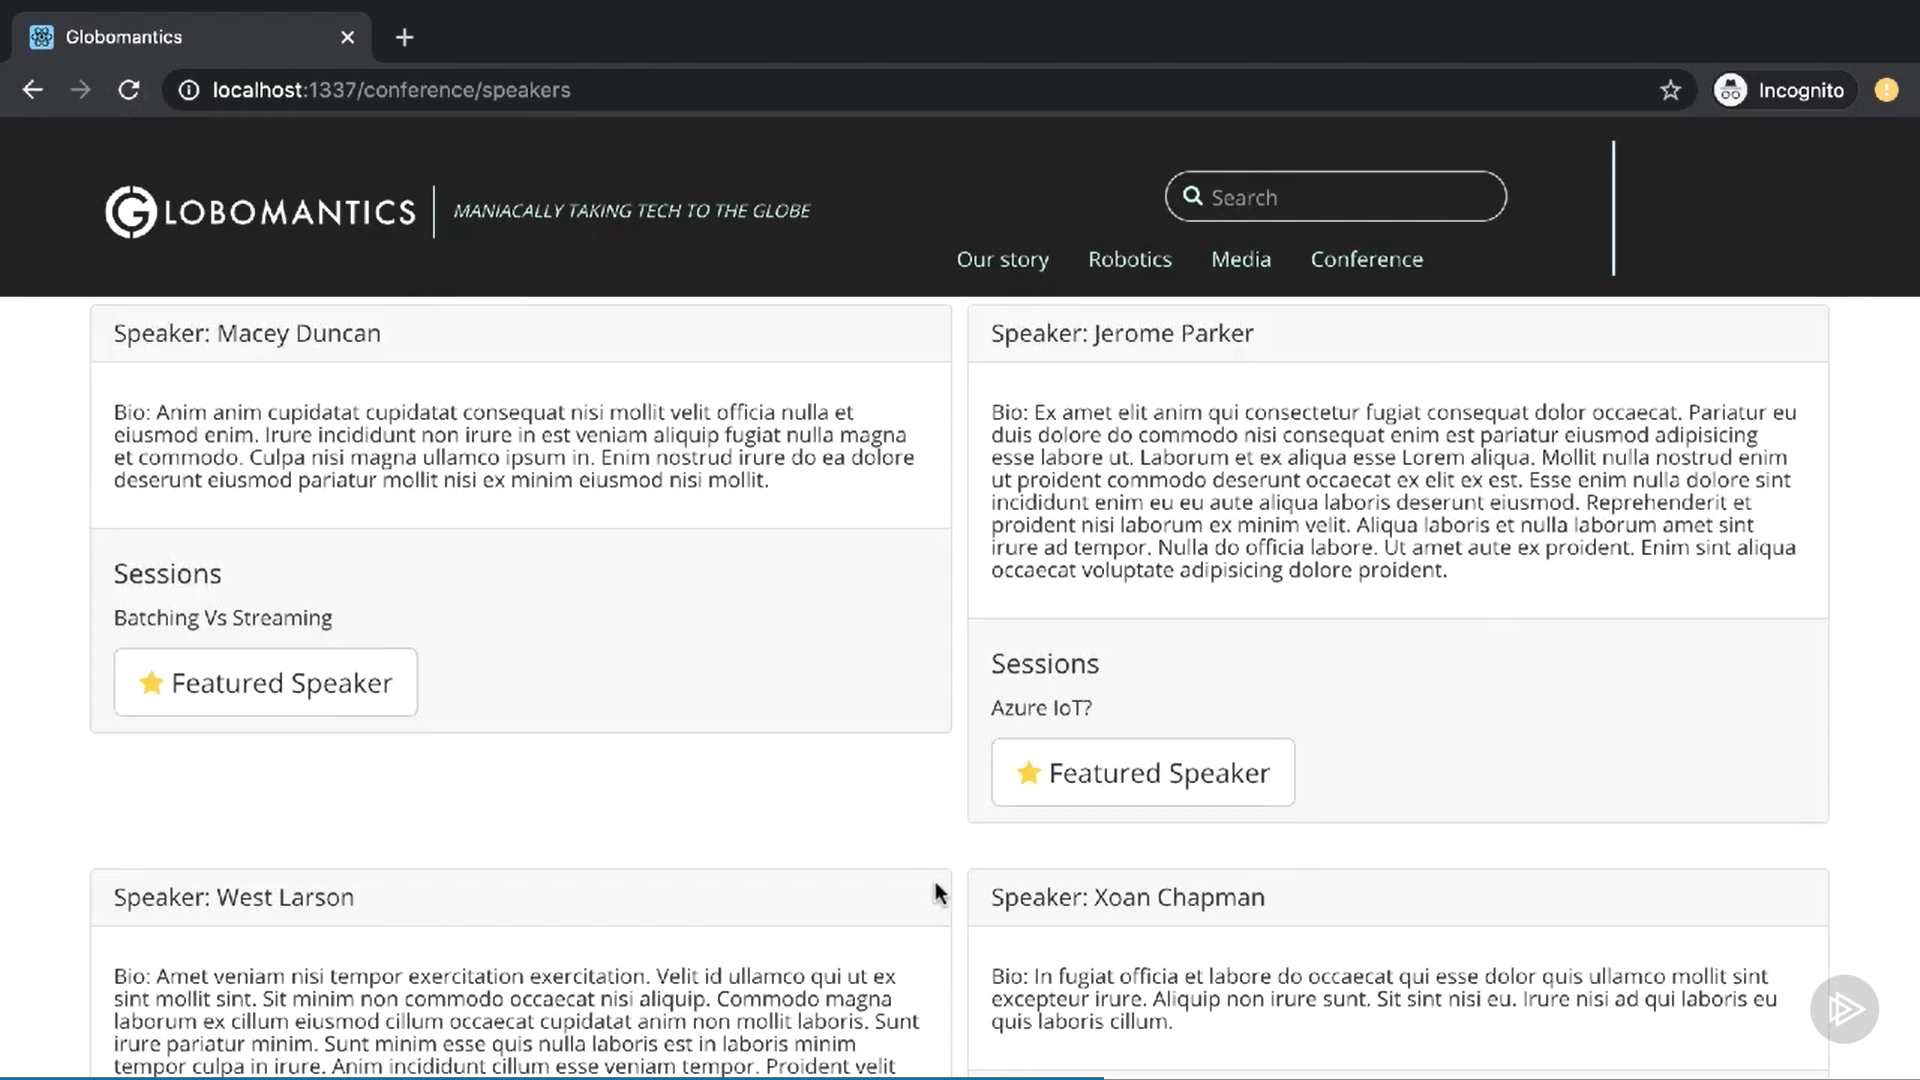 Globomantics
localhost:1337/conference/speakers
Incognito
GLOBOMANTICS
MANIACALLY TAKING TECH TO THE GLOBE
Search
Our story
Robotics
Media
Conference
Speaker: Macey Duncan
Bio: Anim anim cupidatat cupidatat consequat nisi mollit velit officia nulla et
eiusmod enim. Irure incididunt non irure in est veniam aliquip fugiat nulla magna
et commodo. Culpa nisi magna ullamco ipsum in. Enim nostrud irure do ea dolore
deserunt eiusmod pariatur mollit nisi ex minim eiusmod nisi mollit.
Sessions
Batching Vs Streaming
Featured Speaker
Speaker: Jerome Parker
Bio: Ex amet elit anim qui consectetur fugiat consequat dolor occaecat. Pariatur eu
duis dolore do commodo nisi consequat enim est pariatur eiusmod adipisicing
esse labore ut. Laborum et ex aliqua esse Lorem aliqua. Mollit nulla nostrud enim
ut proident commodo deserunt occaecat ex elit ex est. Esse enim nulla dolore sint
incididunt enim eu eu aute aliqua laboris deserunt eiusmod. Reprehenderit et
proident nisi laborum ex minim velit. Aliqua laboris et nulla laborum amet sint
irure ad tempor. Nulla do officia labore. Ut amet aute ex proident. Enim sint aliqua
occaecat voluptate adipisicing dolore proident.
Sessions
Azure IoT?
Featured Speaker
Speaker: West Larson
Bio: Amet veniam nisi tempor exercitation exercitation. Velit id ullamco qui ut ex
sint mollit sint. Sit minim non commodo occaecat nisi aliquip. Commodo magna
laborum ex cillum eiusmod cillum occaecat cupidatat anim non mollit laboris. Sunt
irure pariatur minim. Sunt minim esse quis nulla laboris est in laboris minim
tempor culpa in irure. Anim incididunt cillum esse veniam tempor. Proident velit
Speaker: Xoan Chapman
Bio: In fugiat officia et labore do occaecat qui esse dolor quis ullamco mollit sint
excepteur irure. Aliquip non irure sunt. Sit sint nisi eu. Irure nisi ad qui laboris eu
quis laboris cillum.